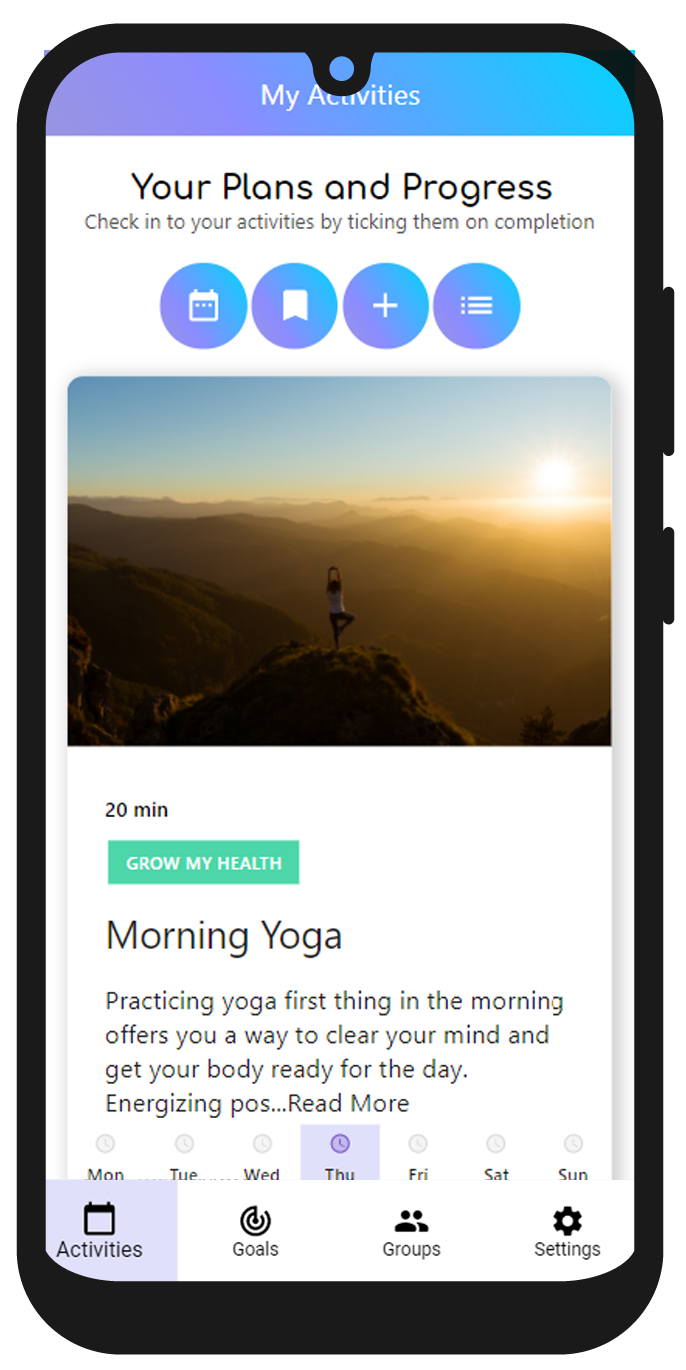 My Activities
Your Plans and Progress
Check in to your activities by ticking them on completion
20 min
GROW MY HEALTH
Morning Yoga
Practicing yoga first thing in the morning
offers you a way to clear your mind and
get your body ready for the day.
Energizing pos...Read More
Mon Tue Wed Thu Fri Sat Sun
Activities Goals Groups Settings